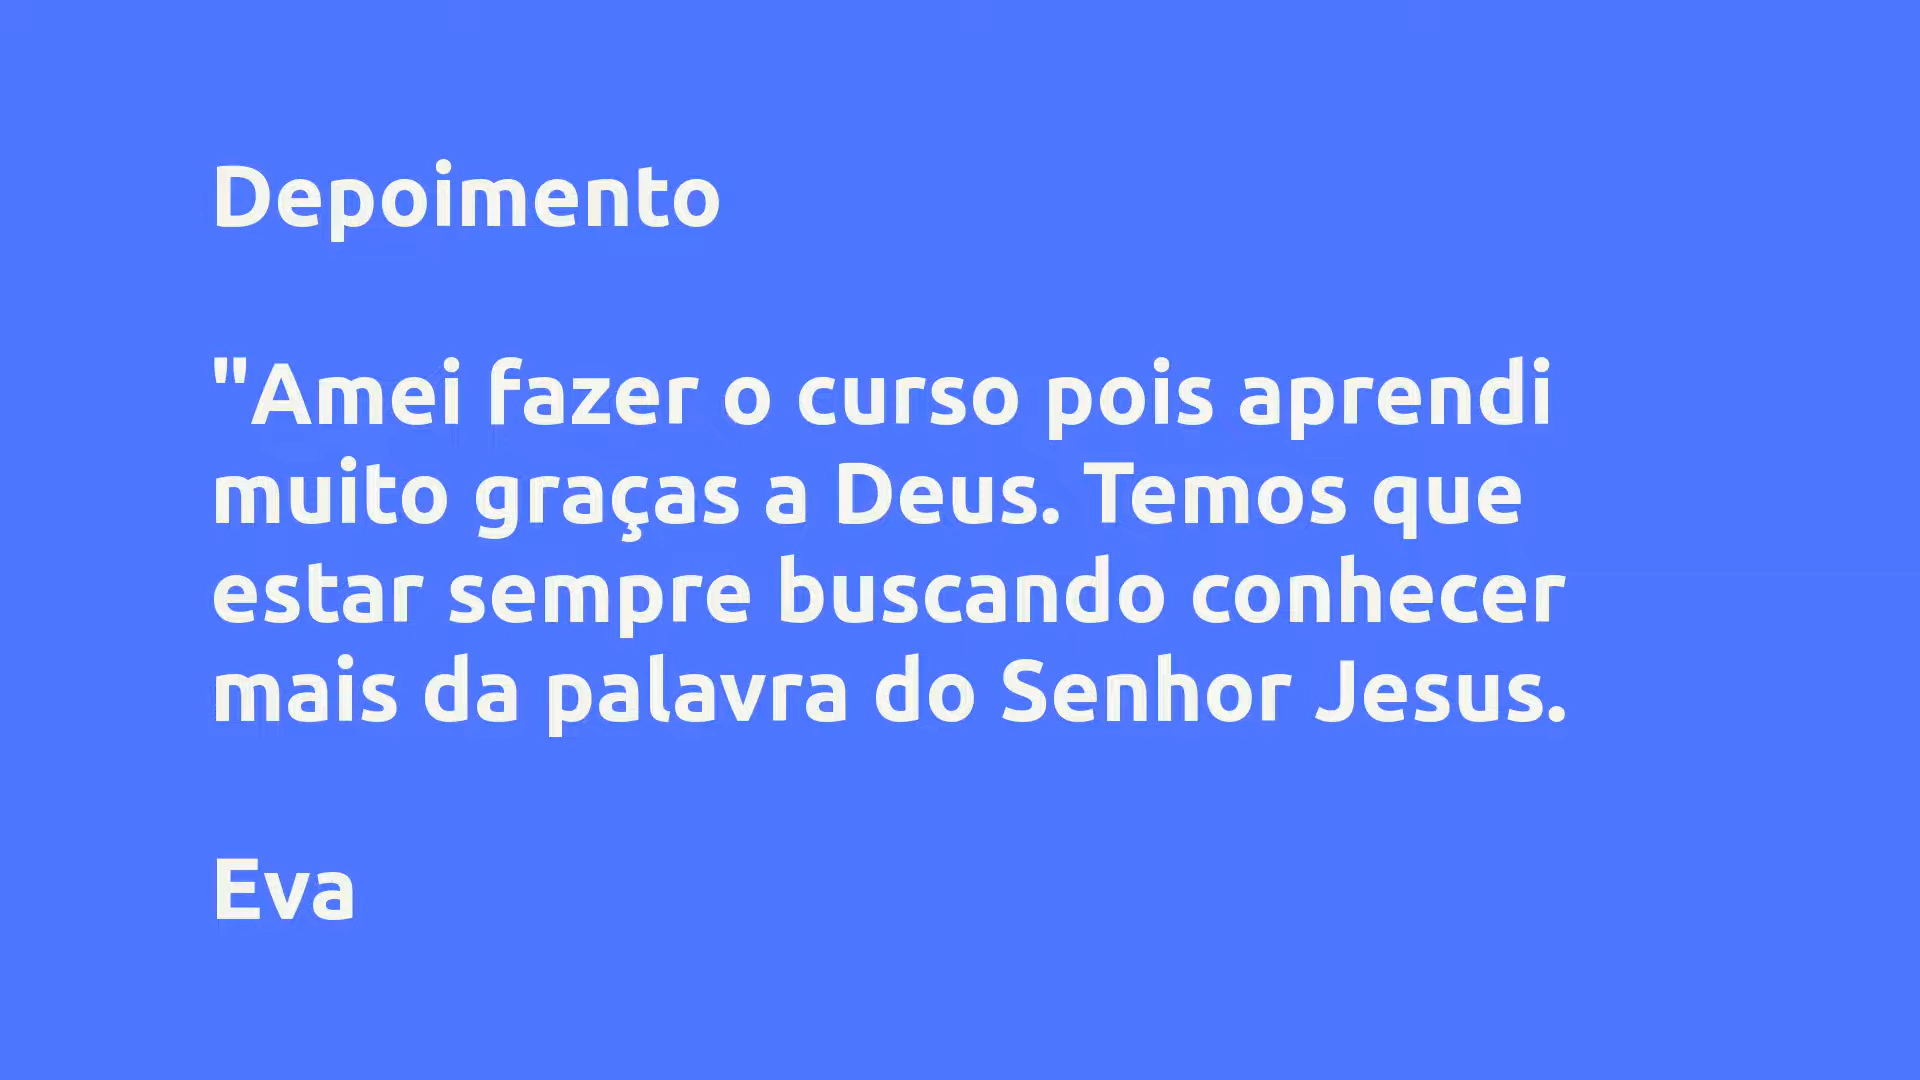 Depoimento
"Amei fazer o curso pois aprendi
muito graças a Deus. Temos que
estar sempre buscando conhecer
mais da palavra do Senhor Jesus.
Eva